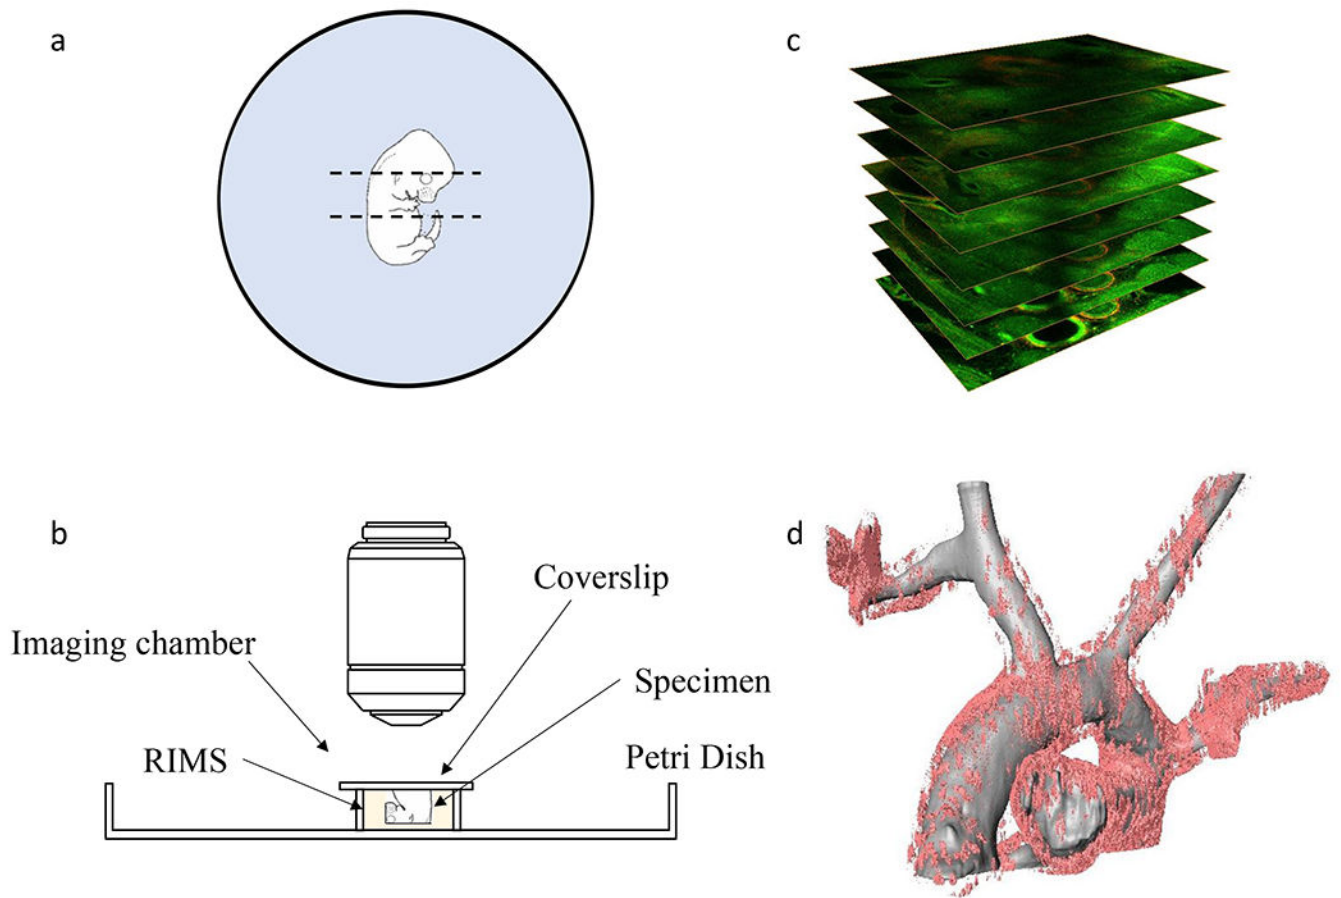 a
c
b
d
Coverslip
Imaging chamber
Specimen
RIMS
Petri Dish